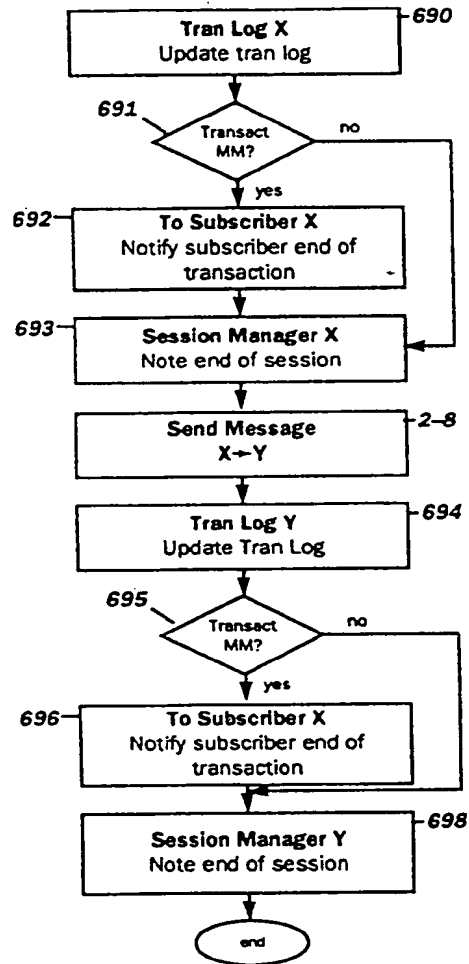 690
Tran Log X
Update tran log
691
Transact
MM?
no
yes
692
To Subscriber X
Notify subscriber end of
transaction
693
Session Manager X
Note end of session
2-8
Send Message
X→Y
694
Tran Log Y
Update Tran Log
695
Transact
MM?
no
yes
696
To Subscriber X
Notify subscriber end of
transaction
698
Session Manager Y
Note end of session
end